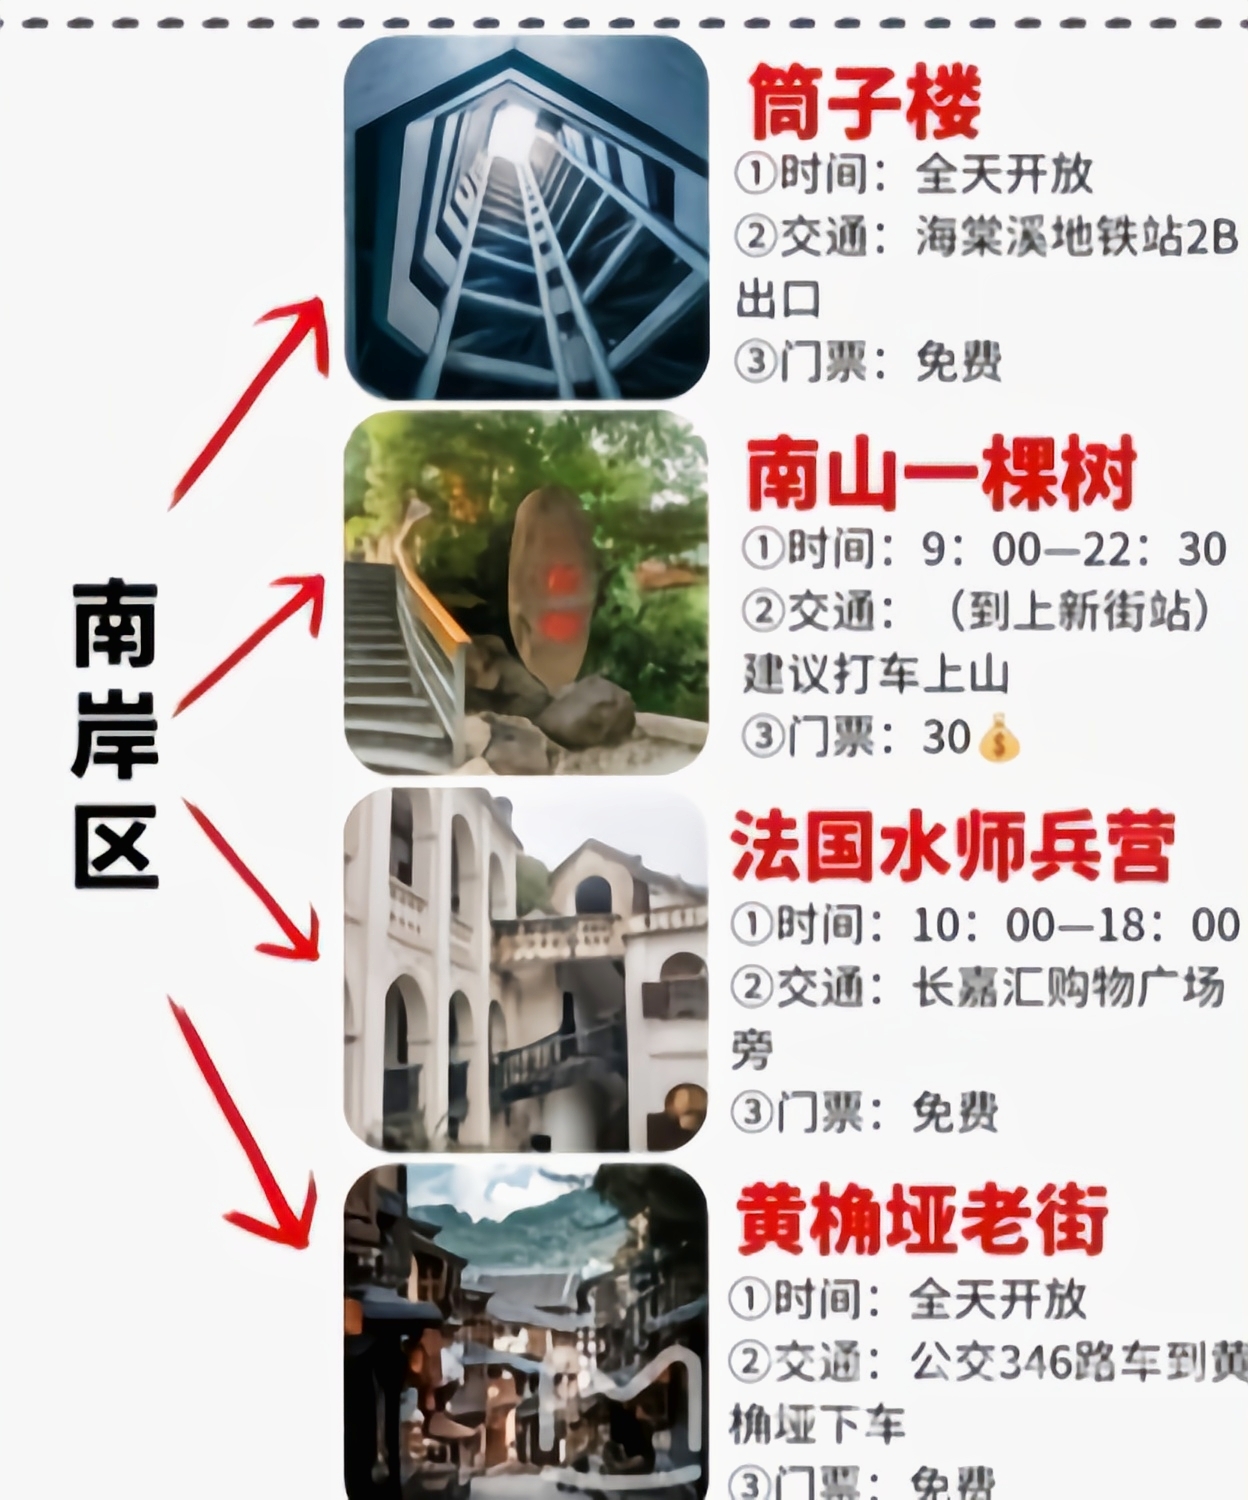 南岸区
筒子楼
①时间：全天开放
②交通：海棠溪地铁站2B
出口
③门票：免费
南山一棵树
①时间：9：00—22：30
②交通：（到上新街站）
建议打车上山
③门票：30💰
法国水师兵营
①时间：10：00—18：00
②交通：长嘉汇购物广场
旁
③门票：免费
黄桷垭老街
①时间：全天开放
②交通：公交346路车到黄
桷垭下车
③门票：免费